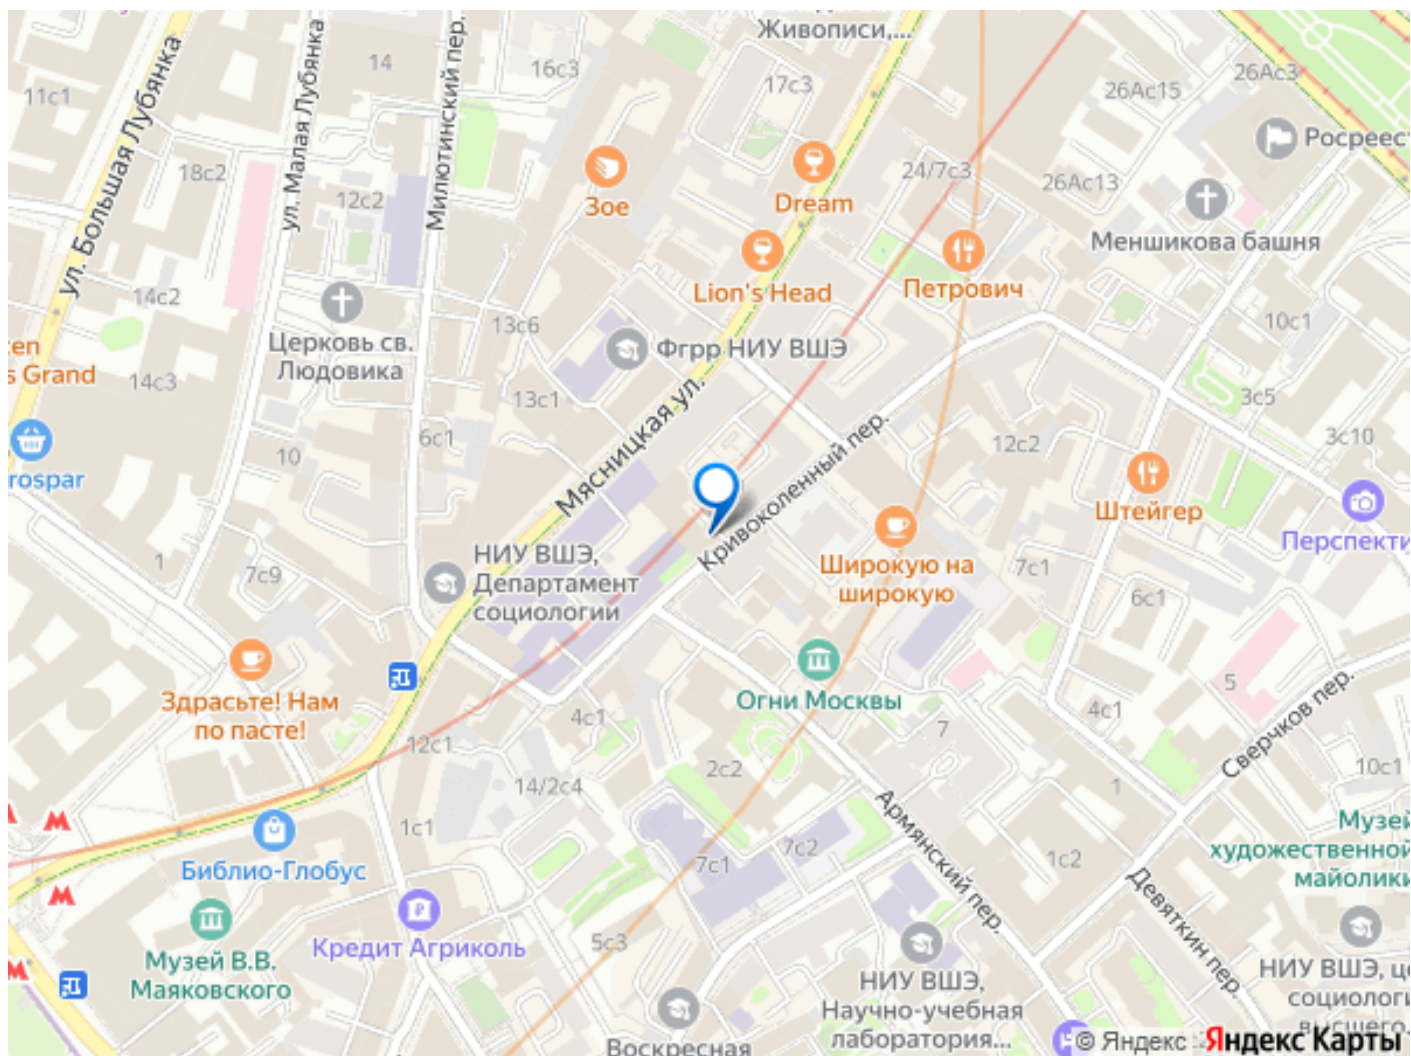 Живописи,...
17с3
16с3
14
11с1
ул. Большая Лубянка
ул. Малая Лубянка
Милютинский пер.
26Ас3
26Ас15
Росреест
18с2
12с2
Зое
Dream
24/7с3
26Ас13
Меншикова башня
Lion's Head
Петрович
14с2
13с6
10с1
Церковь св.
Людовика
Фгрр НИУ ВШЭ
s Grand
14с3
13с1
Мясницкая ул.
3с5
6с1
10
12с2
3с10
rospar
Кривоколенный пер.
Штейгер
Перспекти
1
7с9
НИУ ВШЭ,
Департамент
социологии
Широкую на
широкую
7с1
6с1
Здрасьте! Нам
по пасте!
Огни Москвы
5
Сверчков пер.
4с1
4с1
7
12с1
2с2
10с1
14/2с4
1
1с1
Армянский пер.
Музей
художественной
майолики
Библио-Глобус
7с1
7с2
1с2
Девяткин пер.
Кредит Агриколь
5с3
Музей В.В.
Маяковского
НИУ ВШЭ,
Научно-учебная
лаборатория...
НИУ ВШЭ, ц
социологи
высшего...
Воскресная
© Яндекс
Яндекс Карты